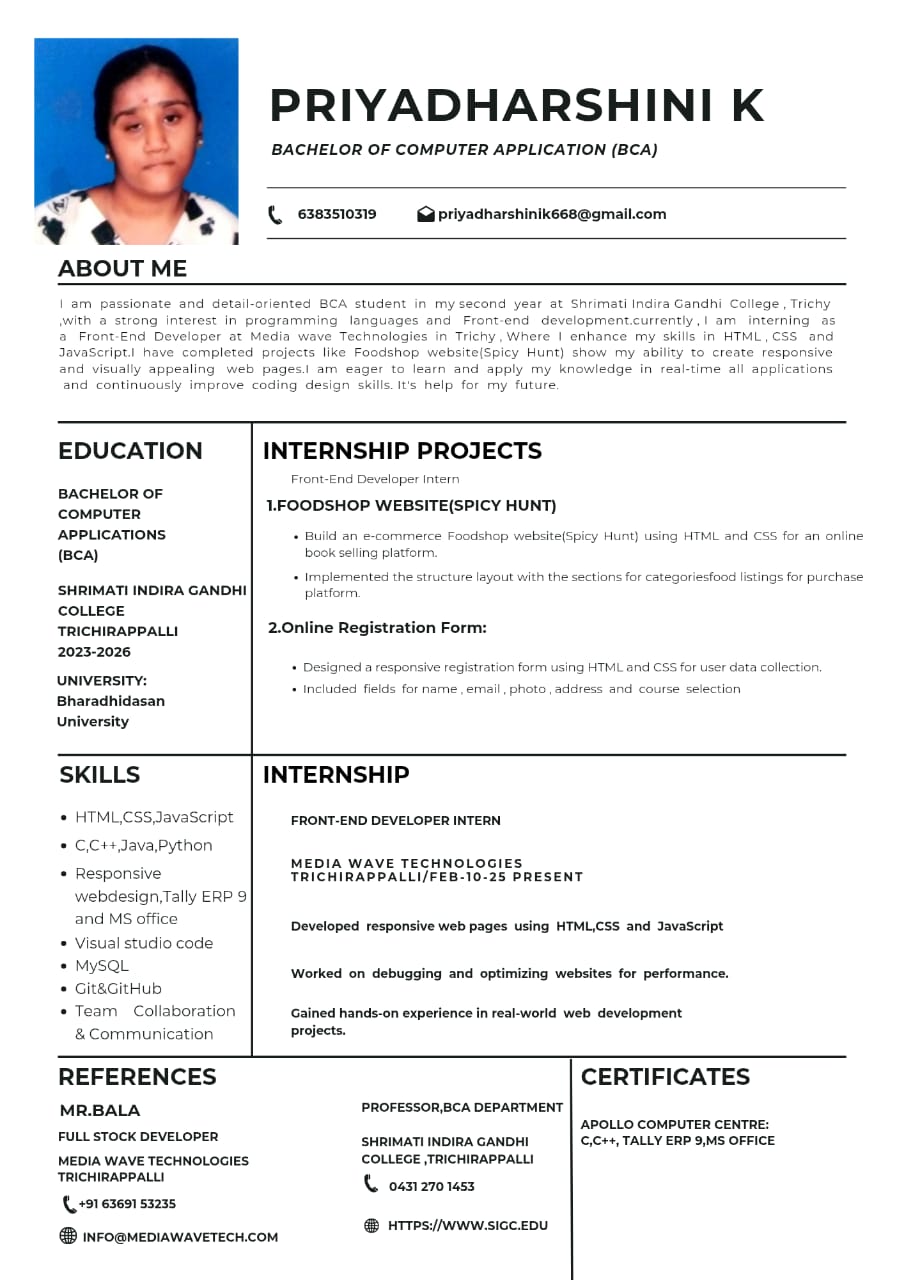 PRIYADHARSHINI K
BACHELOR OF COMPUTER APPLICATION (BCA)
6383510319
priyadharshinik668@gmail.com
ABOUT ME
I am passionate and detail-oriented BCA student in my second year at Shrimati Indira Gandhi College , Trichy
,with a strong interest in programming languages and Front-end development.currently , I am interning as
a Front-End Developer at Media wave Technologies in Trichy , Where I enhance my skills in HTML , CSS and
JavaScript.I have completed projects like Foodshop website(Spicy Hunt) show my ability to create responsive
and visually appealing web pages.I am eager to learn and apply my knowledge in real-time all applications
and continuously improve coding design skills. It's help for my future.
EDUCATION
BACHELOR OF
COMPUTER
APPLICATIONS
(BCA)
SHRIMATI INDIRA GANDHI
COLLEGE
TRICHIRAPPALLI
2023-2026
UNIVERSITY:
Bharadhidasan
University
INTERNSHIP PROJECTS
Front-End Developer Intern
1.FOODSHOP WEBSITE(SPICY HUNT)
• Build an e-commerce Foodshop website(Spicy Hunt) using HTML and CSS for an online
book selling platform.
• Implemented the structure layout with the sections for categoriesfood listings for purchase
platform.
2.Online Registration Form:
• Designed a responsive registration form using HTML and CSS for user data collection.
• Included fields for name , email , photo , address and course selection
SKILLS
• HTML,CSS,JavaScript
• C,C++,Java,Python
• Responsive
webdesign,Tally ERP 9
and MS office
• Visual studio code
• MySQL
• Git&GitHub
• Team Collaboration
& Communication
INTERNSHIP
FRONT-END DEVELOPER INTERN
MEDIA WAVE TECHNOLOGIES
TRICHIRAPPALLI/FEB-10-25 PRESENT
Developed responsive web pages using HTML,CSS and JavaScript
Worked on debugging and optimizing websites for performance.
Gained hands-on experience in real-world web development
projects.
REFERENCES
MR.BALA
FULL STOCK DEVELOPER
MEDIA WAVE TECHNOLOGIES
TRICHIRAPPALLI
+91 63691 53235
INFO@MEDIAWAVETECH.COM
PROFESSOR,BCA DEPARTMENT
SHRIMATI INDIRA GANDHI
COLLEGE ,TRICHIRAPPALLI
0431 270 1453
HTTPS://WWW.SIGC.EDU
CERTIFICATES
APOLLO COMPUTER CENTRE:
C,C++, TALLY ERP 9,MS OFFICE